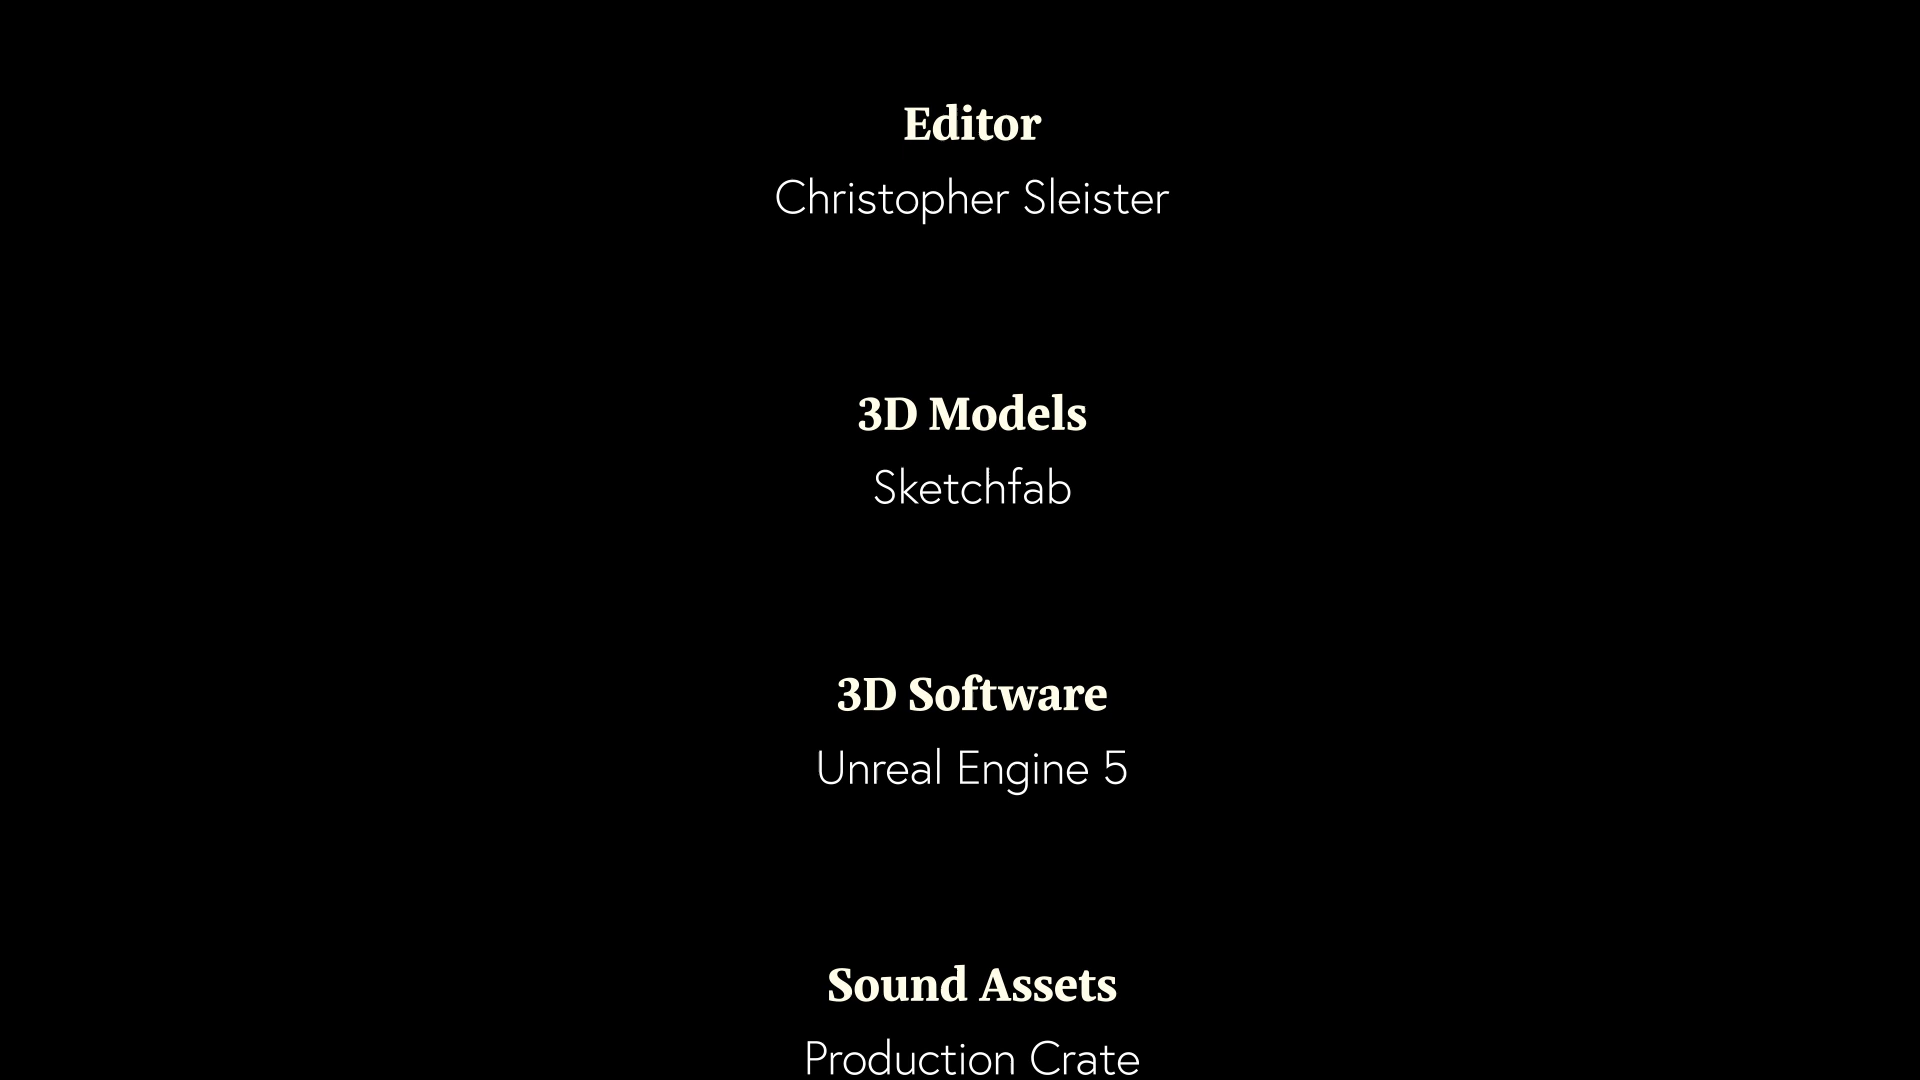 Editor
Christopher Sleister
3D Models
Sketchfab
3D Software
Unreal Engine 5
Sound Assets
Production Crate